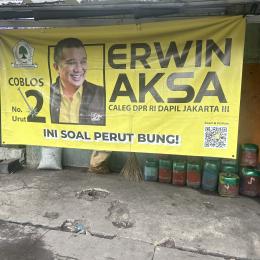 ERWIN
AKSA
COBLOS
No.
Urut
2
CALEG DPR RI DAPIL JAKARTA III
INI SOAL PERUT BUNG!